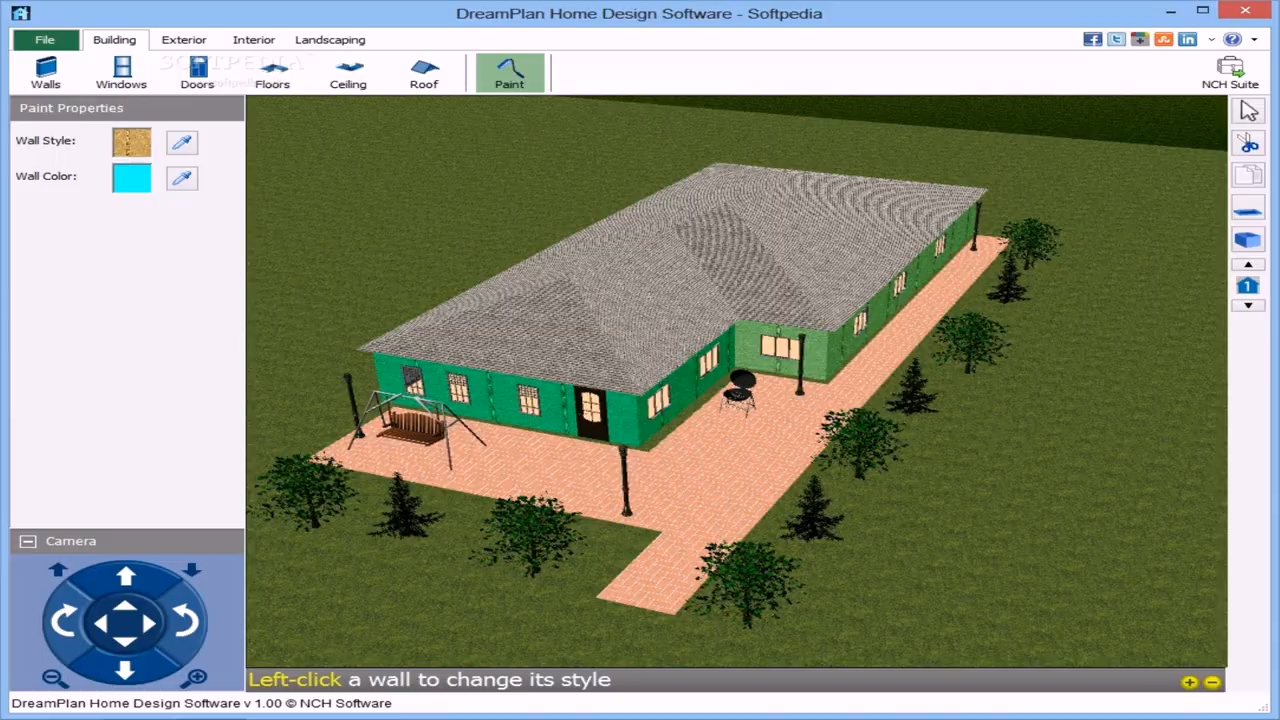 DreamPlan Home Design Software - Softpedia
File Building Exterior Interior Landscaping
SOFTPEDIA
Walls Windows Doors Floors Ceiling Roof Paint NCH Suite
Paint Properties
Wall Style:
Wall Color:
1
Camera
Left-click a wall to change its style
DreamPlan Home Design Software v 1.00 © NCH Software